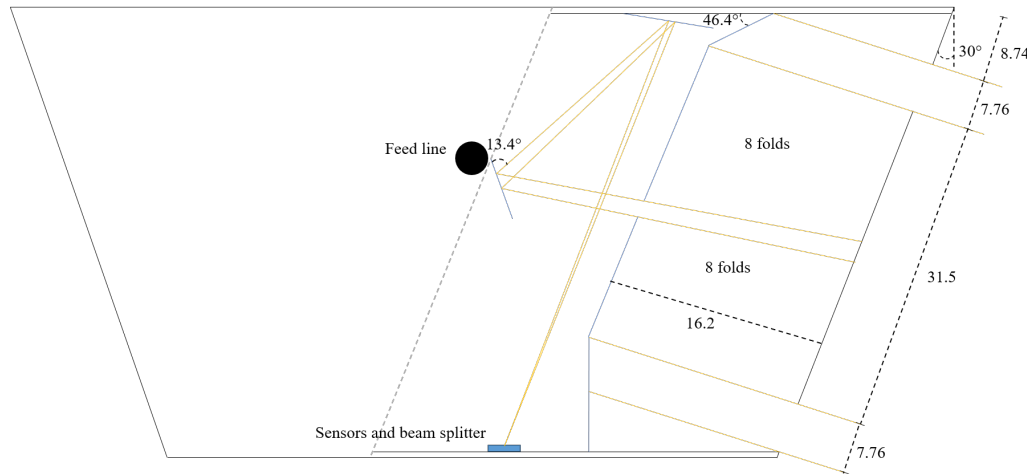 46.4°
30°
8.74
7.76
Feed line
13.4°
8 folds
8 folds
31.5
16.2
Sensors and beam splitter
7.76